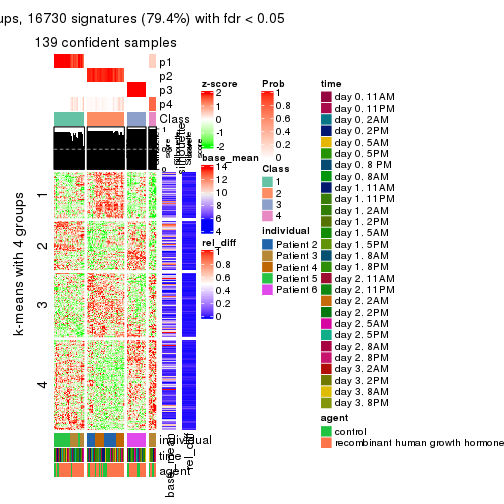 ups, 16730 signatures (79.4%) with fdr < 0.05
139 confident samples
p1
p2
p3
p4
Class
1
0.5
0
silhouette
score
k-means with 4 groups
1
2
3
4
individual
time
agent
base_mean
rel_diff
z-score
2
1
0
-1
-2
base_mean
14
12
10
8
6
4
rel_diff
1
0.8
0.6
0.4
0.2
0
Prob
1
0.8
0.6
0.4
0.2
0
Class
1
2
3
4
individual
Patient 2
Patient 3
Patient 4
Patient 5
Patient 6
time
day 0. 11AM
day 0. 11PM
day 0. 2AM
day 0. 2PM
day 0. 5AM
day 0. 5PM
day 0. 8 PM
day 0. 8AM
day 1. 11AM
day 1. 11PM
day 1. 2AM
day 1. 2PM
day 1. 5AM
day 1. 5PM
day 1. 8AM
day 1. 8PM
day 2. 11AM
day 2. 11PM
day 2. 2AM
day 2. 2PM
day 2. 5AM
day 2. 5PM
day 2. 8AM
day 2. 8PM
day 3. 2AM
day 3. 2PM
day 3. 8AM
day 3. 8PM
agent
control
recombinant human growth hormone